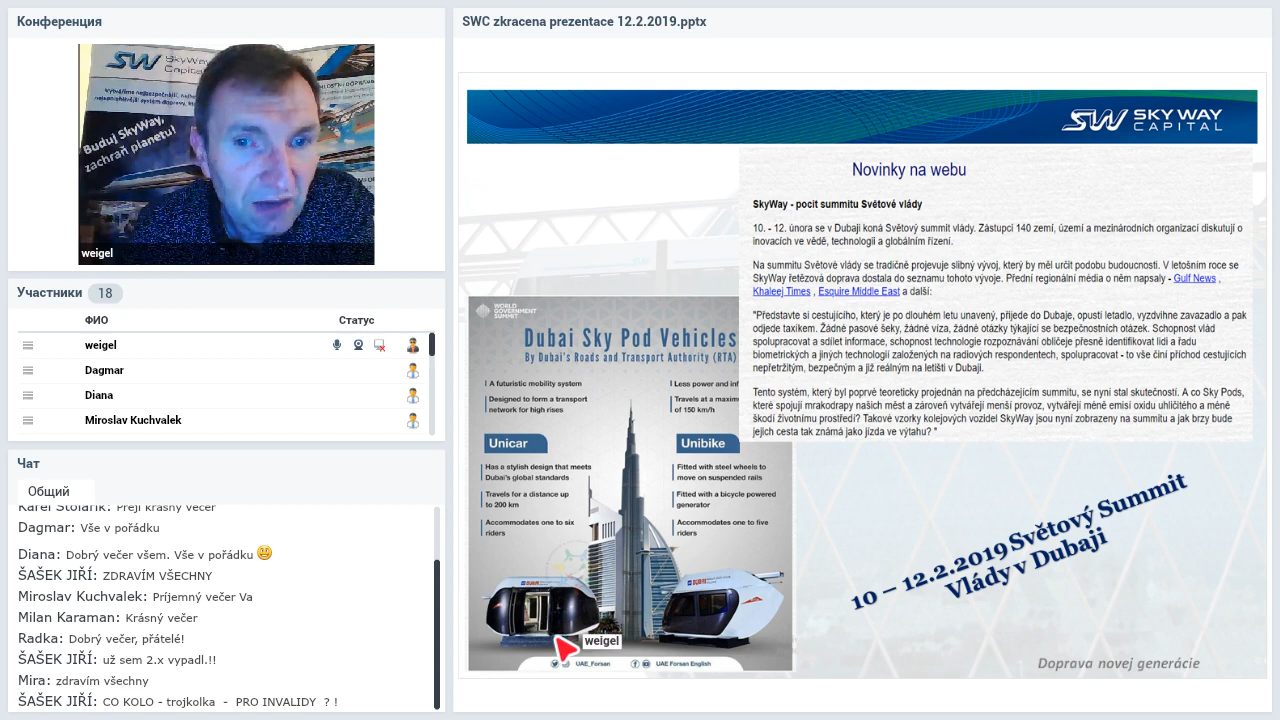 Конференция
SW SkyWay
Capital
Buduj SkyWay,
zachraň planetu!
weigel
Участники 18
ФИО Статус
weigel
Dagmar
Diana
Miroslav Kuchvalek
Чат
Общий
Karel Stolařík: Přeji krásný večer
Dagmar: Vše v pořádku
Diana: Dobrý večer všem. Vše v pořádku
ŠAŠEK JIŘÍ: ZDRAVÍM VŠECHNY
Miroslav Kuchvalek: Príjemný večer Va
Milan Karaman: Krásný večer
Radka: Dobrý večer, přátelé!
ŠAŠEK JIŘÍ: už sem 2.x vypadl.!!
Mira: zdravím všechny
ŠAŠEK JIŘÍ: CO KOLO - trojkolka - PRO INVALIDY ? !
SWC zkracena prezentace 12.2.2019.pptx
SW SKY WAY
CAPITAL
Novinky na webu
SkyWay - pocit summitu Světové vlády
10. - 12. února se v Dubaji koná Světový summit vlády. Zástupci 140 zemí, území a mezinárodních organizací diskutují o
inovacích ve vědě, technologii a globálním řízení.
Na summitu Světové vlády se tradičně projevuje slibný vývoj, který by měl určit podobu budoucnosti. V letošním roce se
SkyWay řetězová doprava dostala do seznamu tohoto vývoje. Přední regionální média o něm napsaly - Gulf News ,
Khaleej Times , Esquire Middle East a další:
"Představte si cestujícího, který je po dlouhém letu unavený, přijede do Dubaje, opustí letadlo, vyzdvihne zavazadlo a pak
odjede taxikem. Žádné pasové šeky, žádné víza, žádné otázky týkající se bezpečnostních otázek. Schopnost vlád
spolupracovat a sdílet informace, schopnost technologie rozpoznávání obličeje přesně identifikovat lidi a řadu
biometrických a jiných technologií založených na radiových respondentech, spolupracovat - to vše činí příchod cestujících
nepřetržitým, bezpečným a již reálným na letišti v Dubaji.
Tento systém, který byl poprvé teoreticky projednán na předcházejícím summitu, se nyní stal skutečností. A co Sky Pods,
které spojují mrakodrapy našich měst a zároveň vytvářejí menší provoz, vytvářejí méně emisí oxidu uhličitého a méně
škodí životnímu prostředí? Takové vzorky kolejových vozidel SkyWay jsou nyní zobrazeny na summitu a jak brzy bude
jejich cesta tak známá jako jízda ve výtahu? "
WORLD
GOVERNMENT
SUMMIT
Dubai Sky Pod Vehicles
By Dubai's Roads and Transport Authority (RTA)
A futuristic mobility system
Designed to form a transport
network for high rises
Less power and inf
Travels at a maximu
of 150 km/h
Unicar
Unibike
Has a stylish design that meets
Dubai's global standards
Travels for a distance up
to 200 km
Accommodates one to six
riders
Fitted with steel wheels to
move on suspended rails
Fitted with a bicycle powered
generator
Accommodates one to five
riders
weigel
UAE_Forsan
UAE Forsan English
10 – 12.2.2019 Světový Summit
Vlády v Dubaji
Doprava novej generácie